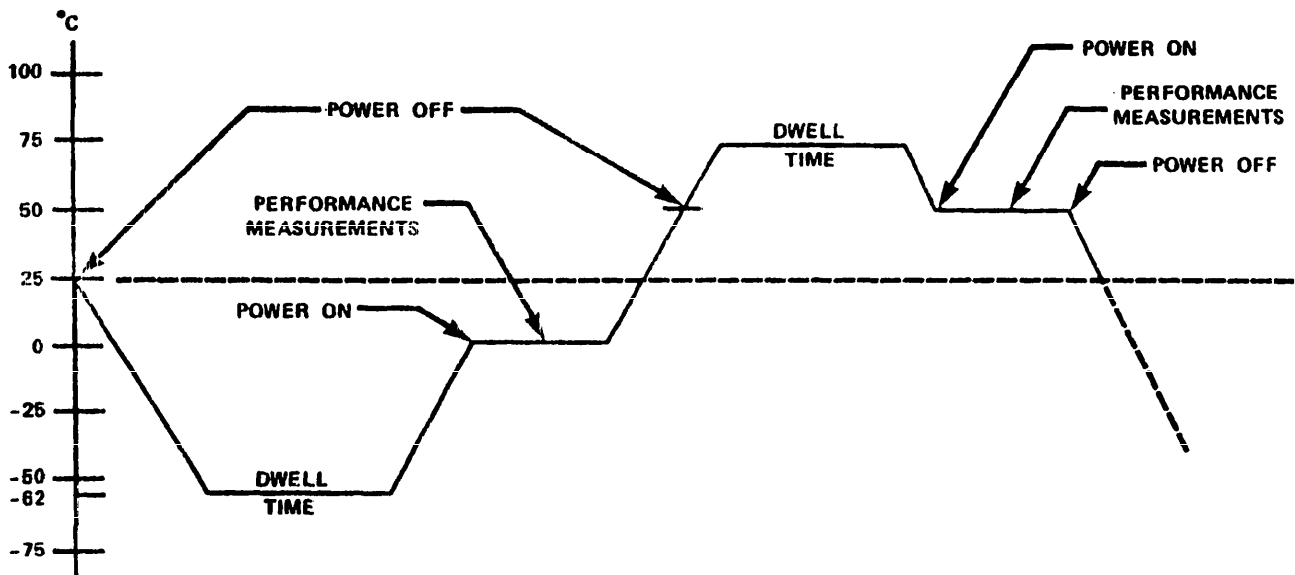 °C
100
75
50
25
0
-25
-50
-62
-75
POWER OFF
PERFORMANCE
MEASUREMENTS
POWER ON
DWELL
TIME
DWELL
TIME
POWER ON
PERFORMANCE
MEASUREMENTS
POWER OFF